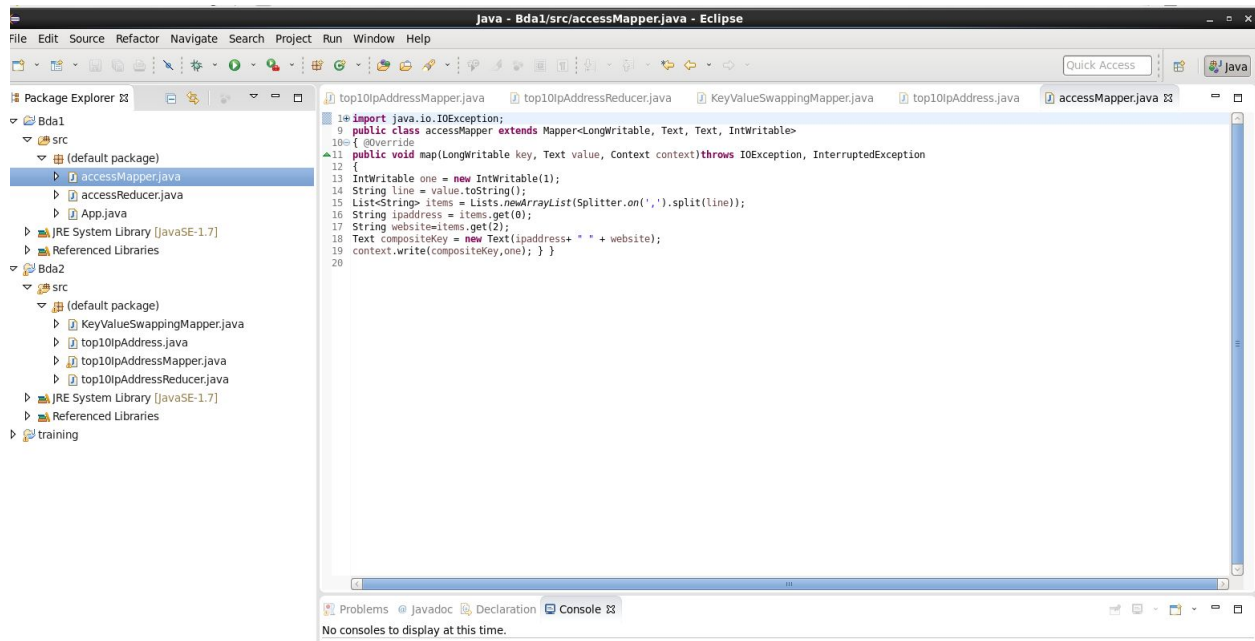 Java - Bda1/src/accessMapper.java - Eclipse
File Edit Source Refactor Navigate Search Project Run Window Help
Quick Access
Java
Package Explorer
top10IpAddressMapper.java top10IpAddressReducer.java KeyValueSwappingMapper.java top10IpAddress.java accessMapper.java
Bda1
src
(default package)
accessMapper.java
accessReducer.java
App.java
JRE System Library [JavaSE-1.7]
Referenced Libraries
Bda2
src
(default package)
KeyValueSwappingMapper.java
top10IpAddress.java
top10IpAddressMapper.java
top10IpAddressReducer.java
JRE System Library [JavaSE-1.7]
Referenced Libraries
training
1 import java.io.IOException;
9 public class accessMapper extends Mapper<LongWritable, Text, Text, IntWritable>
10 { @Override
11 public void map(LongWritable key, Text value, Context context)throws IOException, InterruptedException
12 {
13 IntWritable one = new IntWritable(1);
14 String line = value.toString();
15 List<String> items = Lists.newArrayList(Splitter.on(',').split(line));
16 String ipaddress = items.get(0);
17 String website=items.get(2);
18 Text compositeKey = new Text(ipaddress+ " " + website);
19 context.write(compositeKey,one); } }
20
Problems Javadoc Declaration Console
No consoles to display at this time.